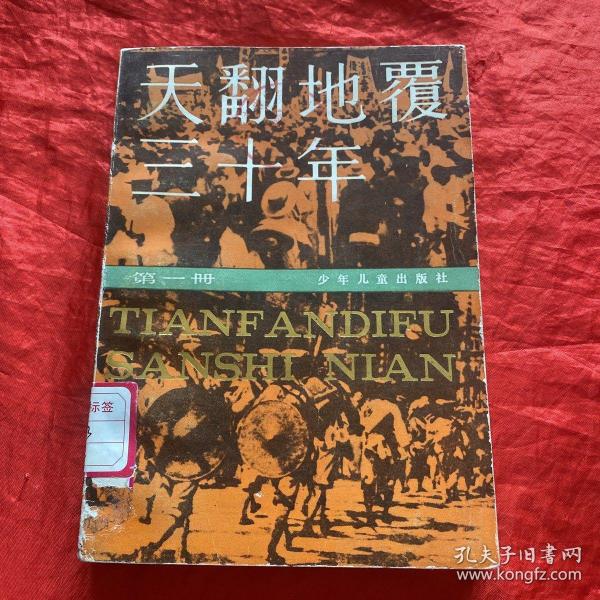 天翻地覆
三十年
第一册 少年儿童出版社
TIANFANDIFU
SANSHI NIAN
标签
孔夫子旧书网
www.kongfz.com